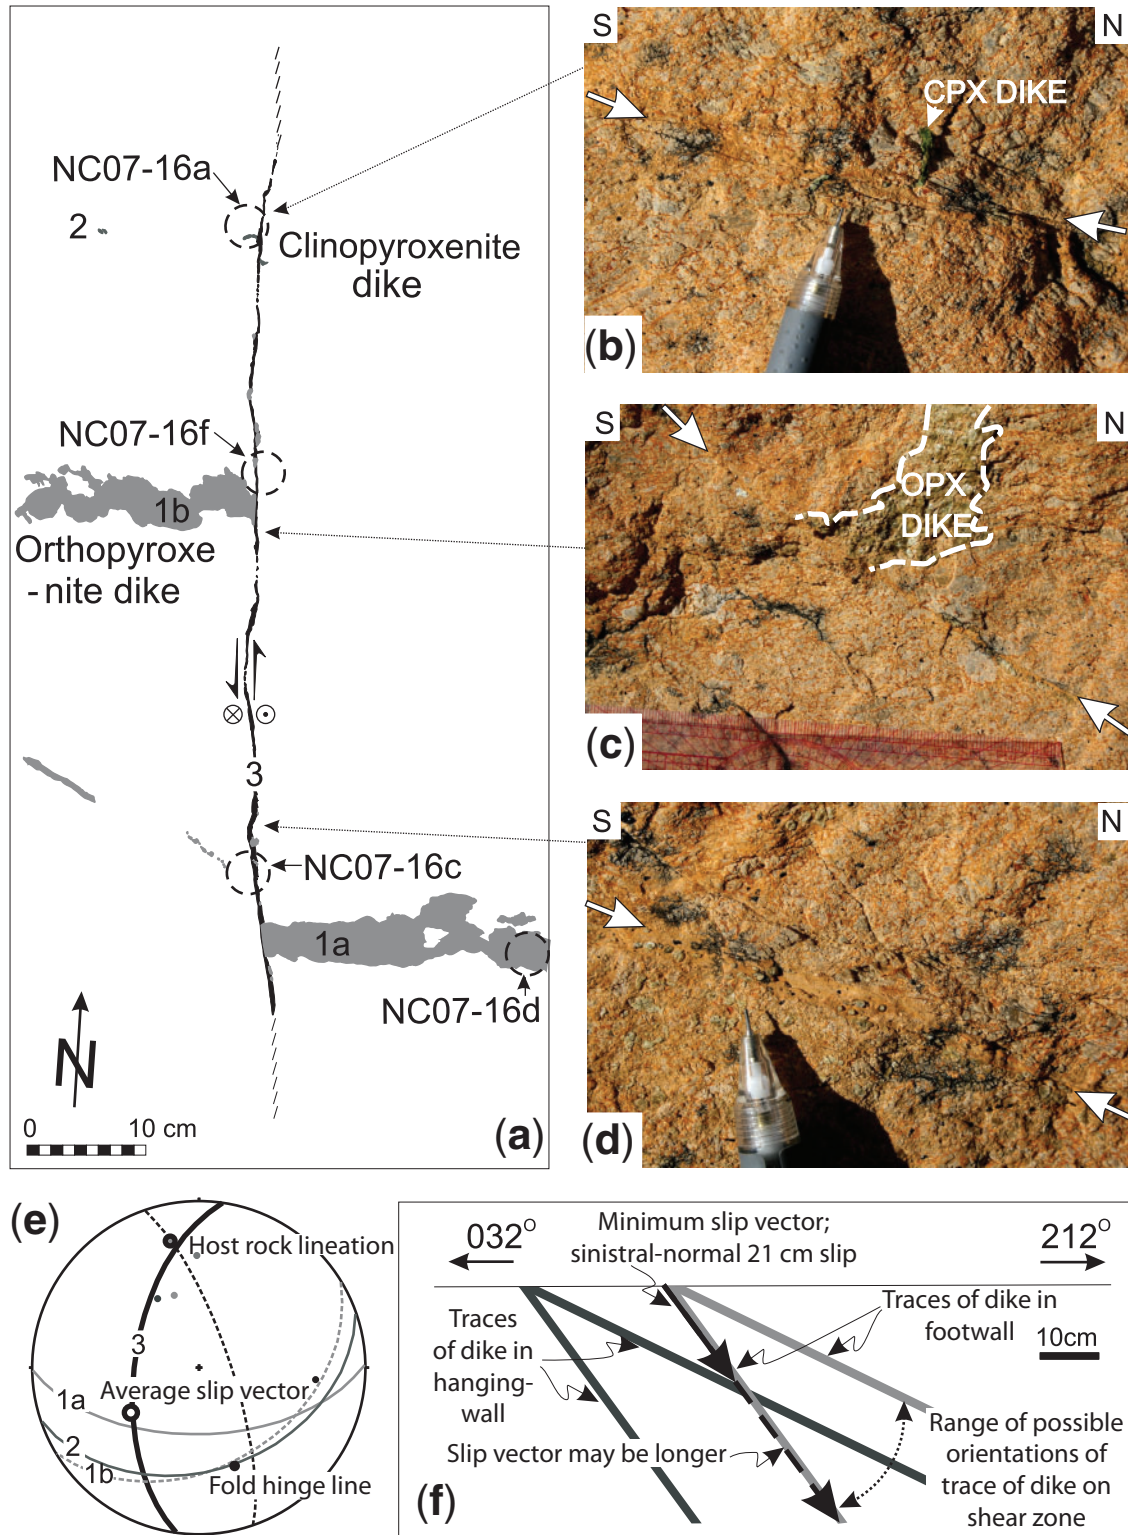 NC07-16a
2
Clinopyroxenite
dike
NC07-16f
1b
Orthopyroxe
-nite dike
3
NC07-16c
1a
NC07-16d
N
0 10 cm
(a)
S N
CPX DIKE
(b)
S N
OPX
DIKE
(c)
S N
(d)
(e)
Host rock lineation
3
Average slip vector
1a
2
1b
Fold hinge line
032°
Minimum slip vector;
sinistral-normal 21 cm slip
212°
Traces of dike in
footwall
10cm
Traces
of dike in
hanging-
wall
Slip vector may be longer
Range of possible
orientations of
trace of dike on
shear zone
(f)